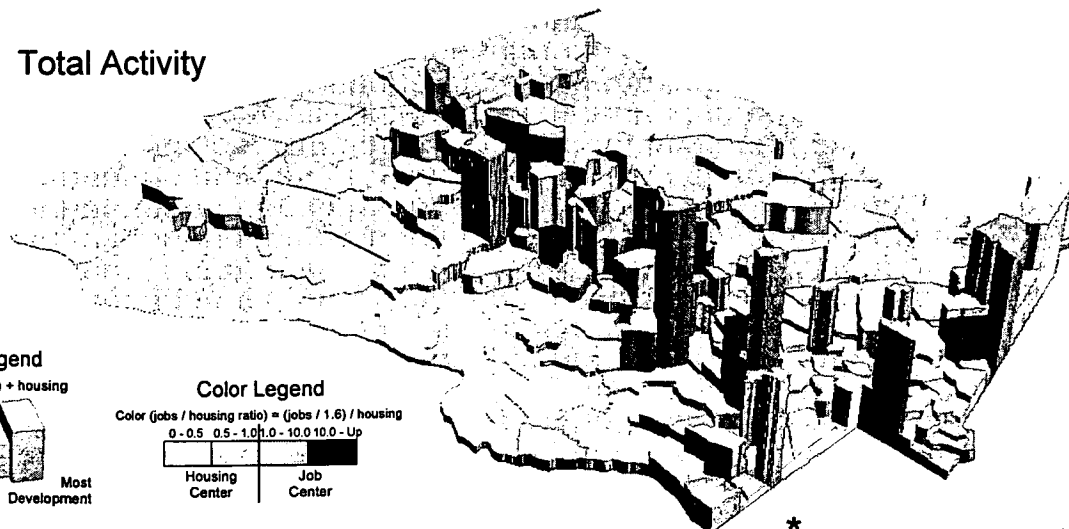 Total Activity
gend
+ housing
Most
Development
Color Legend
Color (jobs / housing ratio) = (jobs / 1.6) / housing
0 - 0.5 0.5 - 1.0 1.0 - 10.0 10.0 - Up
Housing
Center
Job
Center
*